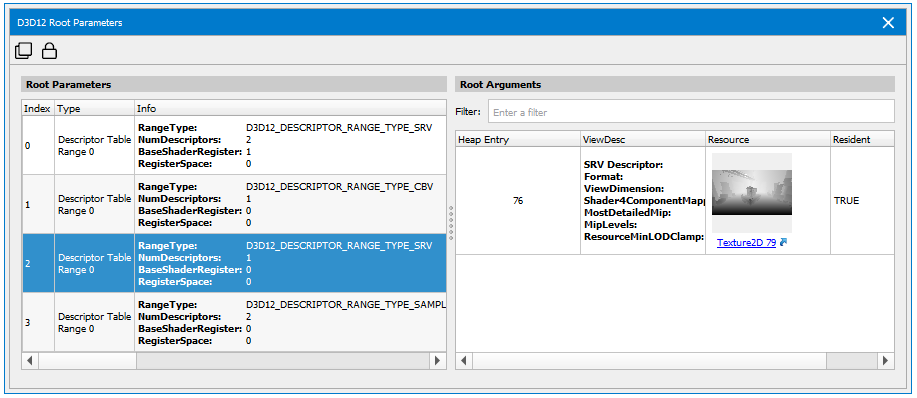 D3D12 Root Parameters
Root Parameters
Index Type Info
0
Descriptor Table
Range 0
RangeType: D3D12_DESCRIPTOR_RANGE_TYPE_SRV
NumDescriptors: 2
BaseShaderRegister: 1
RegisterSpace: 0
1
Descriptor Table
Range 0
RangeType: D3D12_DESCRIPTOR_RANGE_TYPE_CBV
NumDescriptors: 1
BaseShaderRegister: 0
RegisterSpace: 0
2
Descriptor Table
Range 0
RangeType: D3D12_DESCRIPTOR_RANGE_TYPE_SRV
NumDescriptors: 1
BaseShaderRegister: 0
RegisterSpace: 0
3
Descriptor Table
Range 0
RangeType: D3D12_DESCRIPTOR_RANGE_TYPE_SAMPL
NumDescriptors: 2
BaseShaderRegister: 0
RegisterSpace: 0
Root Arguments
Filter: Enter a filter
Heap Entry ViewDesc Resource Resident
76
SRV Descriptor:
Format:
ViewDimension:
Shader4ComponentMapp
MostDetailedMip:
MipLevels:
ResourceMinLODClamp:
Texture2D 79
TRUE